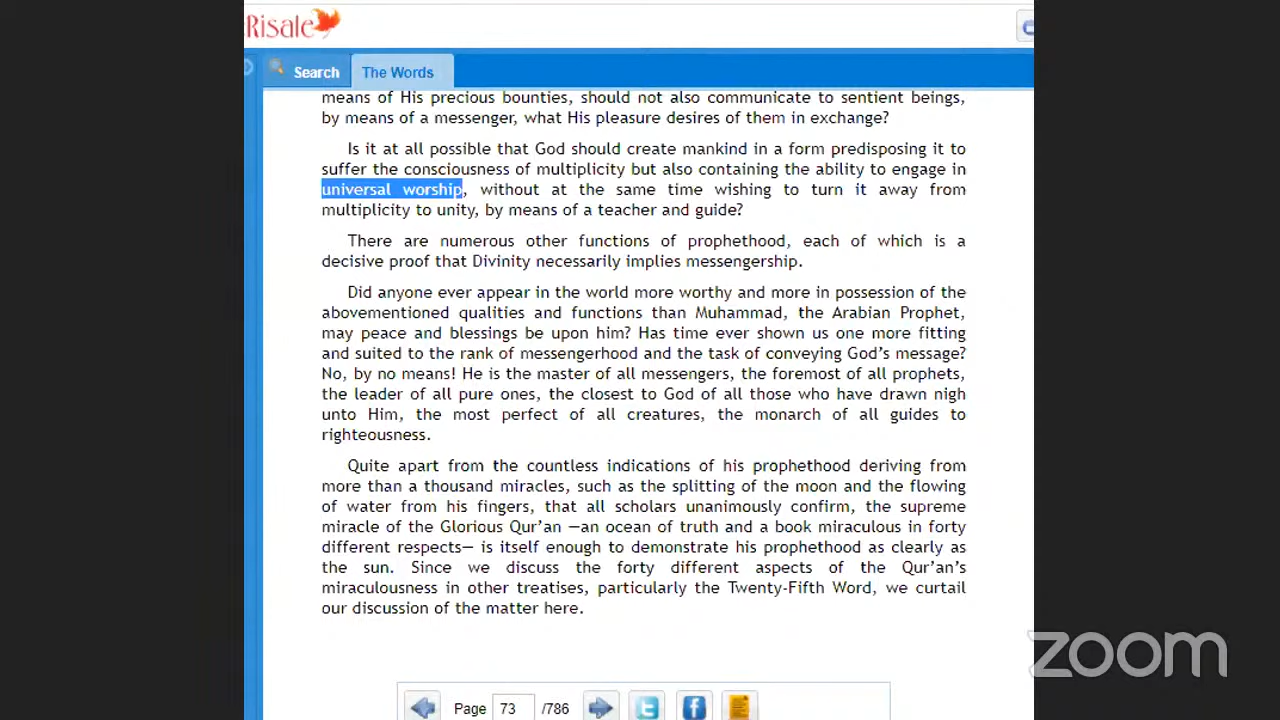 Risale
Search
The Words
means of His precious bounties, should not also communicate to sentient beings,
by means of a messenger, what His pleasure desires of them in exchange?
Is it at all possible that God should create mankind in a form predisposing it to
suffer the consciousness of multiplicity but also containing the ability to engage in
universal worship, without at the same time wishing to turn it away from
multiplicity to unity, by means of a teacher and guide?
There are numerous other functions of prophethood, each of which is a
decisive proof that Divinity necessarily implies messengership.
Did anyone ever appear in the world more worthy and more in possession of the
abovementioned qualities and functions than Muhammad, the Arabian Prophet,
may peace and blessings be upon him? Has time ever shown us one more fitting
and suited to the rank of messengerhood and the task of conveying God’s message?
No, by no means! He is the master of all messengers, the foremost of all prophets,
the leader of all pure ones, the closest to God of all those who have drawn nigh
unto Him, the most perfect of all creatures, the monarch of all guides to
righteousness.
Quite apart from the countless indications of his prophethood deriving from
more than a thousand miracles, such as the splitting of the moon and the flowing
of water from his fingers, that all scholars unanimously confirm, the supreme
miracle of the Glorious Qur’an —an ocean of truth and a book miraculous in forty
different respects— is itself enough to demonstrate his prophethood as clearly as
the sun. Since we discuss the forty different aspects of the Qur’an’s
miraculousness in other treatises, particularly the Twenty-Fifth Word, we curtail
our discussion of the matter here.
zoom
Page 73 /786